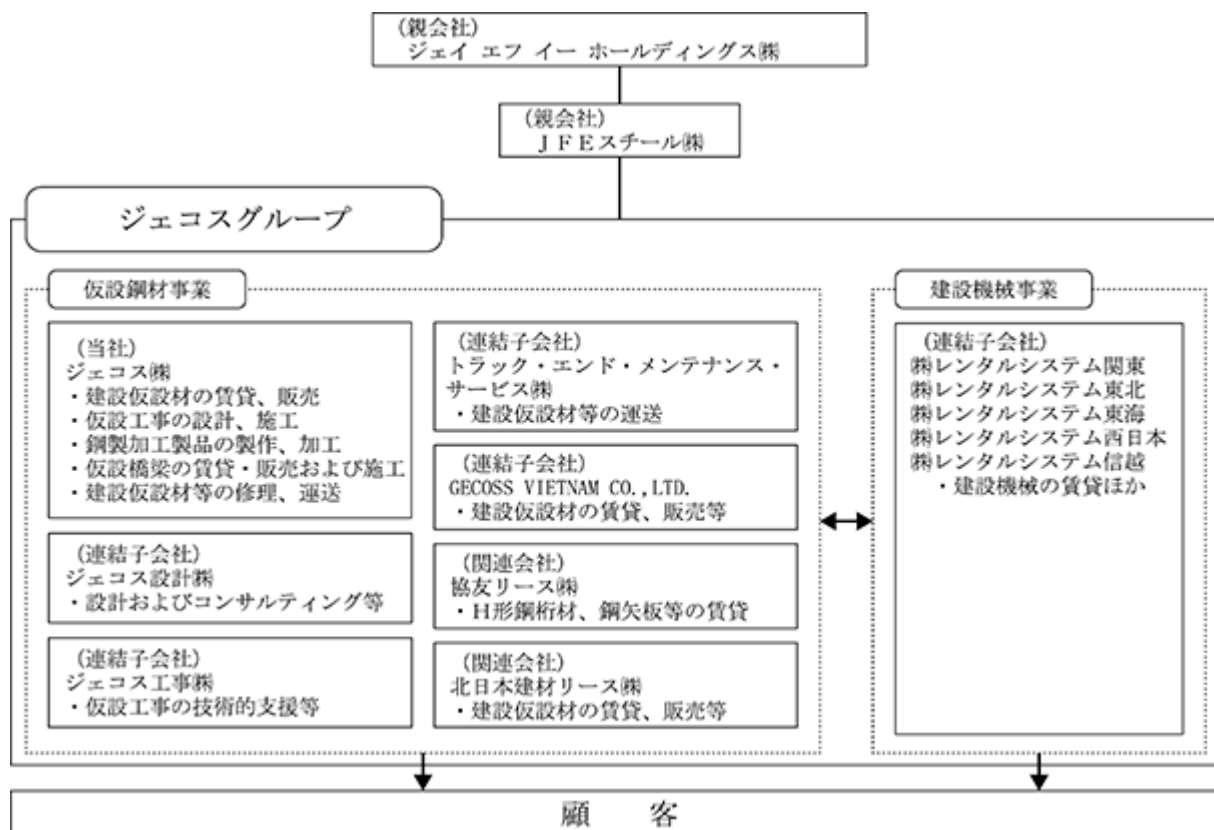 (親会社)
ジェイ エフ イー ホールディングス㈱
(親会社)
ＪＦＥスチール㈱
ジェコスグループ
仮設鋼材事業
(当社)
ジェコス㈱
・建設仮設材の賃貸、販売
・仮設工事の設計、施工
・鋼製加工製品の製作、加工
・仮設橋梁の賃貸・販売および施工
・建設仮設材等の修理、運送
(連結子会社)
ジェコス設計㈱
・設計およびコンサルティング等
(連結子会社)
ジェコス工事㈱
・仮設工事の技術的支援等
(連結子会社)
トラック・エンド・メンテナンス・
サービス㈱
・建設仮設材等の運送
(連結子会社)
GECOSS VIETNAM CO.,LTD.
・建設仮設材の賃貸、販売等
(関連会社)
協友リース㈱
・Ｈ形鋼桁材、鋼矢板等の賃貸
(関連会社)
北日本建材リース㈱
・建設仮設材の賃貸、販売等
建設機械事業
(連結子会社)
㈱レンタルシステム関東
㈱レンタルシステム東北
㈱レンタルシステム東海
㈱レンタルシステム西日本
㈱レンタルシステム信越
・建設機械の賃貸ほか
顧　客